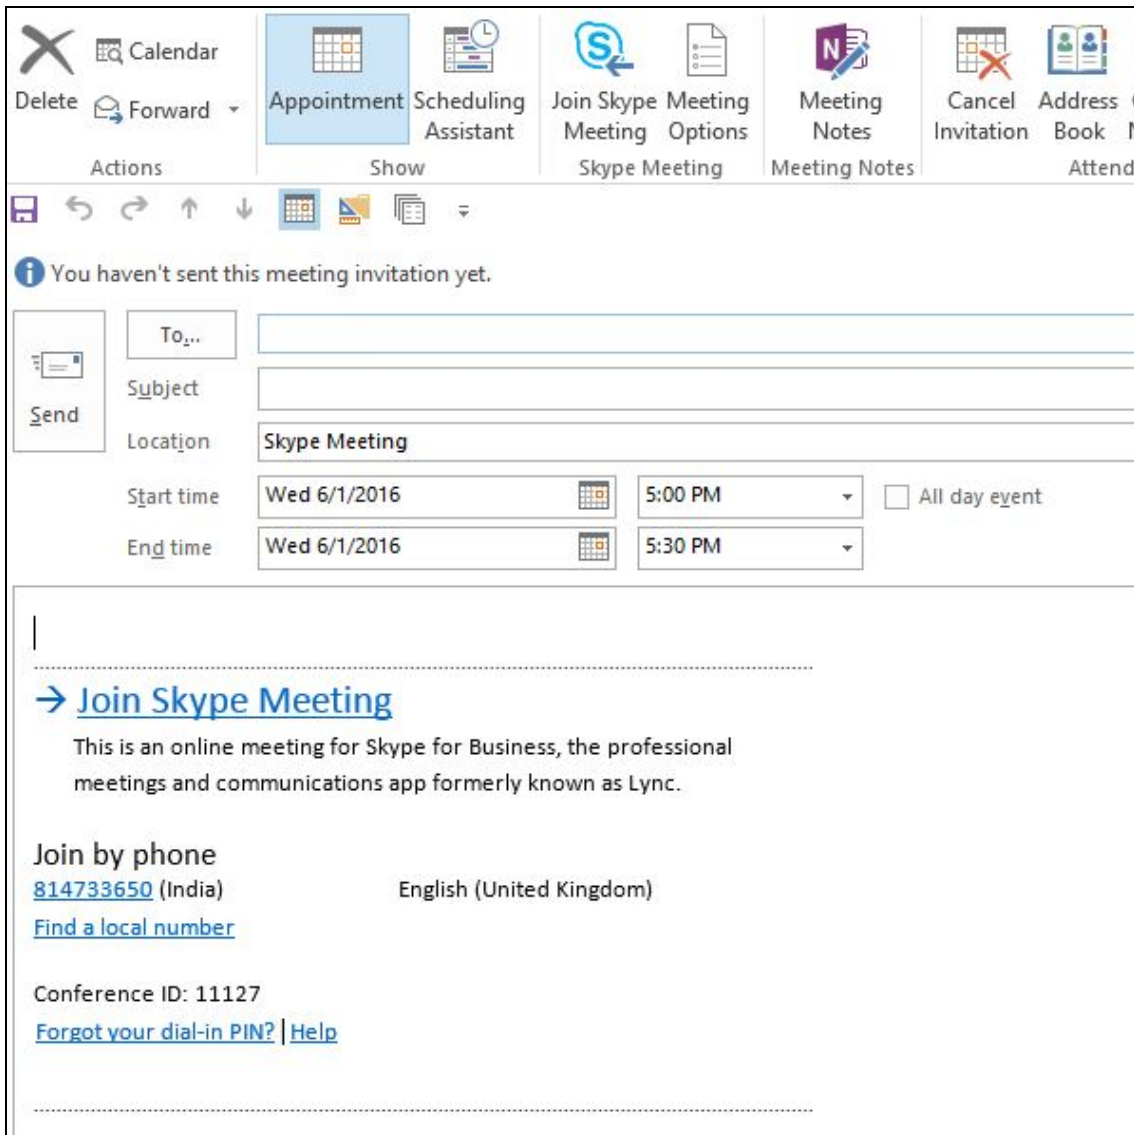 Delete
Calendar
Forward
Actions
Appointment
Scheduling
Assistant
Show
Join Skype
Meeting
Meeting
Options
Skype Meeting
Meeting
Notes
Meeting Notes
Cancel
Invitation
Address
Book
Attend
You haven't sent this meeting invitation yet.
Send
To...
Subject
Location Skype Meeting
Start time Wed 6/1/2016 5:00 PM All day event
End time Wed 6/1/2016 5:30 PM
→ Join Skype Meeting
This is an online meeting for Skype for Business, the professional
meetings and communications app formerly known as Lync.
Join by phone
814733650 (India) English (United Kingdom)
Find a local number
Conference ID: 11127
Forgot your dial-in PIN? | Help